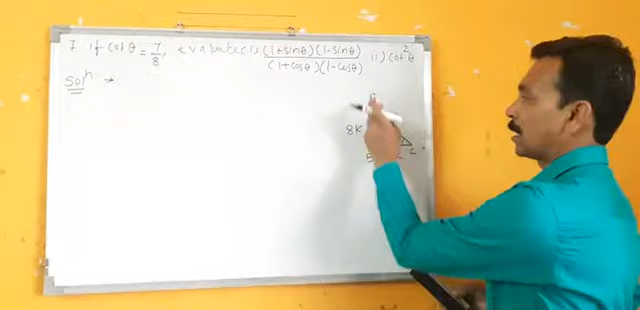 7 if cot θ = 7/8, evaluate i) (1+sinθ)(1-sinθ)/(1+cosθ)(1-cosθ) ii) cot²θ
Solⁿ →
8K
B